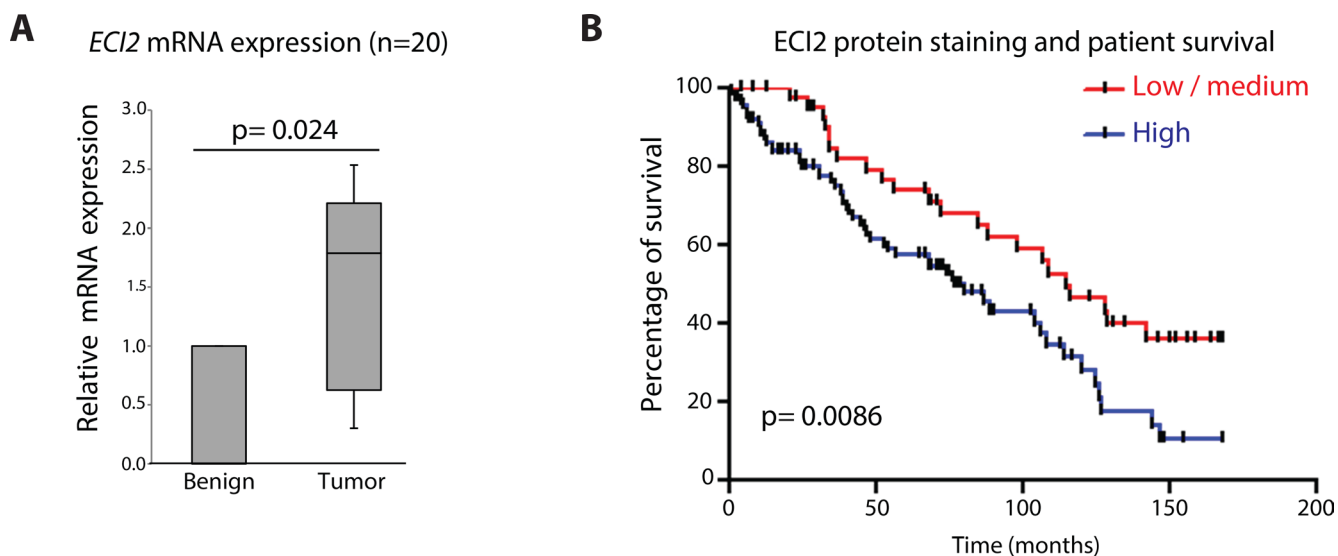 A
ECI2 mRNA expression (n=20)
Relative mRNA expression
3.0
2.5
2.0
1.5
1.0
0.5
0.0
p= 0.024
Benign
Tumor
B
ECI2 protein staining and patient survival
Percentage of survival
100
80
60
40
20
0
Low / medium
High
p= 0.0086
0
50
100
150
200
Time (months)